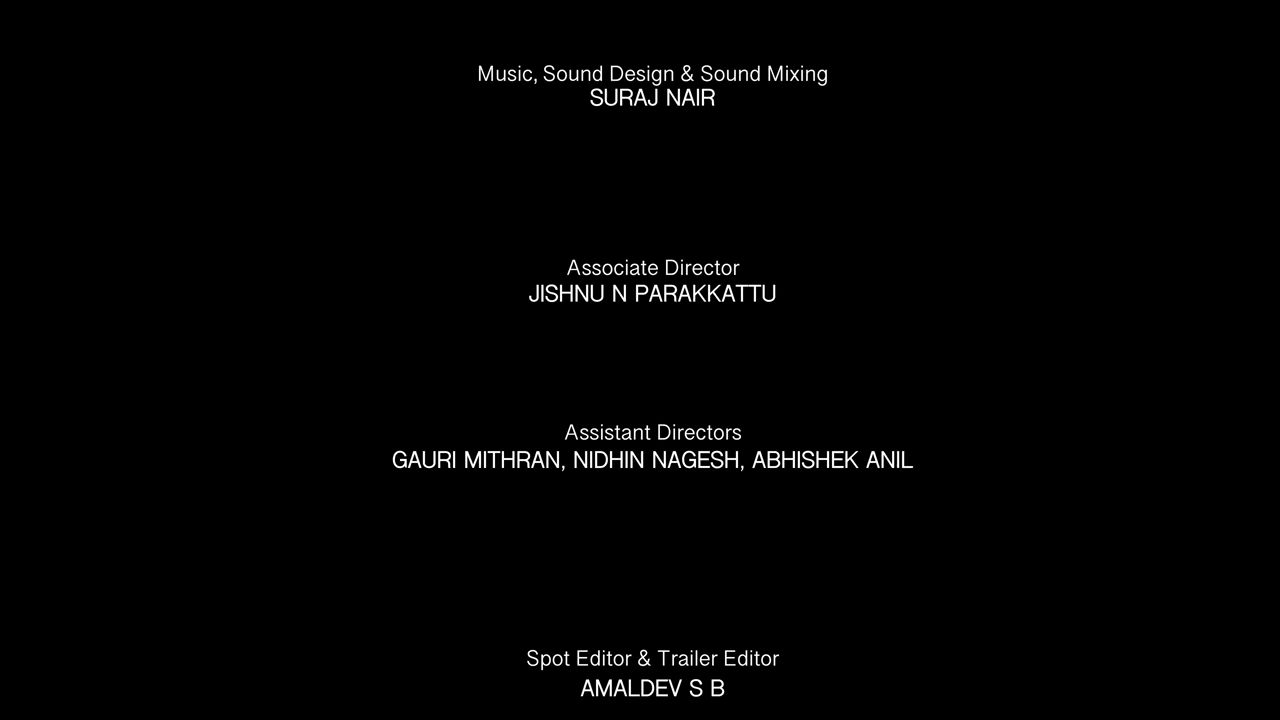 Music, Sound Design & Sound Mixing
SURAJ NAIR
Associate Director
JISHNU N PARAKKATTU
Assistant Directors
GAURI MITHRAN, NIDHIN NAGESH, ABHISHEK ANIL
Spot Editor & Trailer Editor
AMALDEV S B